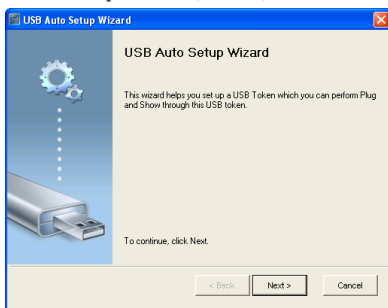 USB Auto Setup Wizard
USB Auto Setup Wizard
This wizard helps you set up a USB Token which you can perform Plug
and Show through this USB token.
To continue, click Next.
< Back Next > Cancel